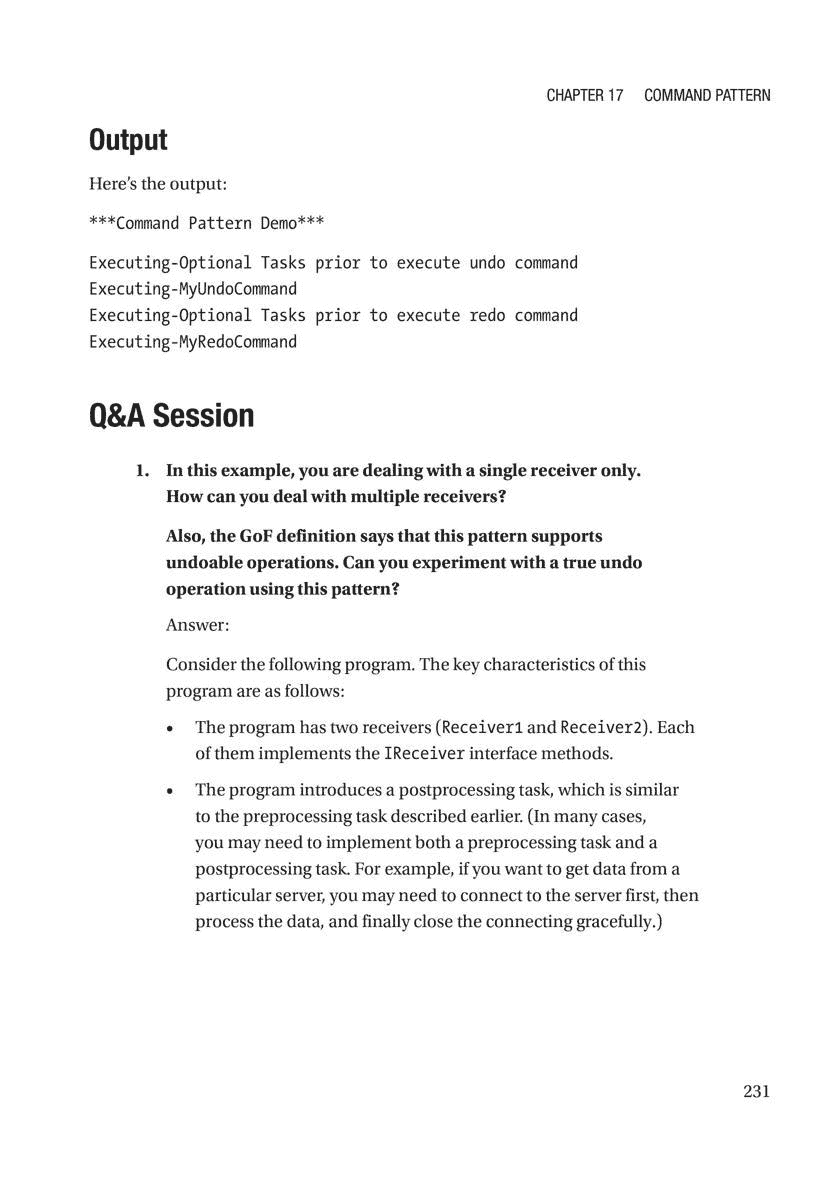 CHAPTER 17 COMMAND PATTERN
Output
Here’s the output:
***Command Pattern Demo***
Executing-Optional Tasks prior to execute undo command
Executing-MyUndoCommand
Executing-Optional Tasks prior to execute redo command
Executing-MyRedoCommand
Q&A Session
1. In this example, you are dealing with a single receiver only.
How can you deal with multiple receivers?
Also, the GoF definition says that this pattern supports
undoable operations. Can you experiment with a true undo
operation using this pattern?
Answer:
Consider the following program. The key characteristics of this
program are as follows:
• The program has two receivers (Receiver1 and Receiver2). Each
of them implements the IReceiver interface methods.
• The program introduces a postprocessing task, which is similar
to the preprocessing task described earlier. (In many cases,
you may need to implement both a preprocessing task and a
postprocessing task. For example, if you want to get data from a
particular server, you may need to connect to the server first, then
process the data, and finally close the connecting gracefully.)
231